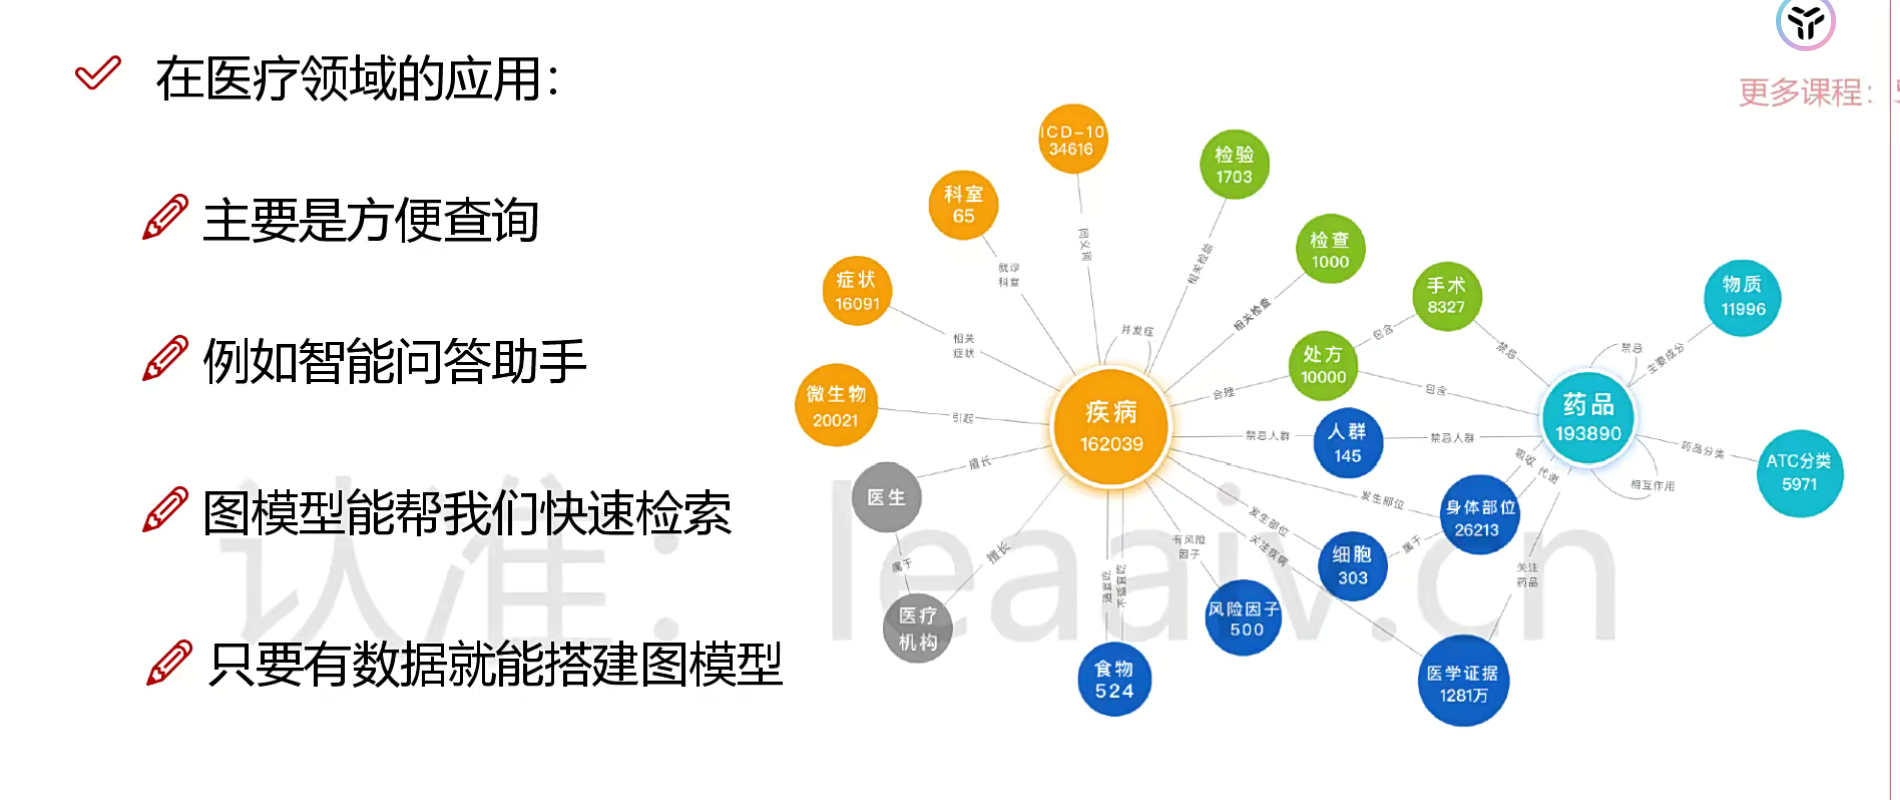 在医疗领域的应用：
更多课程：
主要是方便查询
例如智能问答助手
图模型能帮我们快速检索
只要有数据就能搭建图模型
认准：leaaiv.cn
ICD-10
34616
检验
1703
科室
65
同义词
相关检验
检查
1000
就诊
科室
症状
16091
手术
8327
物质
11996
相关检查
相关
症状
并发症
包含
禁忌
禁忌
主要成分
处方
10000
微生物
20021
引起
疾病
162039
合理
包含
药品
193890
人群
145
禁忌人群
禁忌人群
药品分类
ATC分类
5971
擅长
医生
吸收
代谢
相互作用
发生部位
身体部位
26213
发生部位
属于
擅长
有风险
因子
关注疾病
细胞
303
属于
关注
药品
医疗
机构
风险因子
500
食物
524
医学证据
1281万